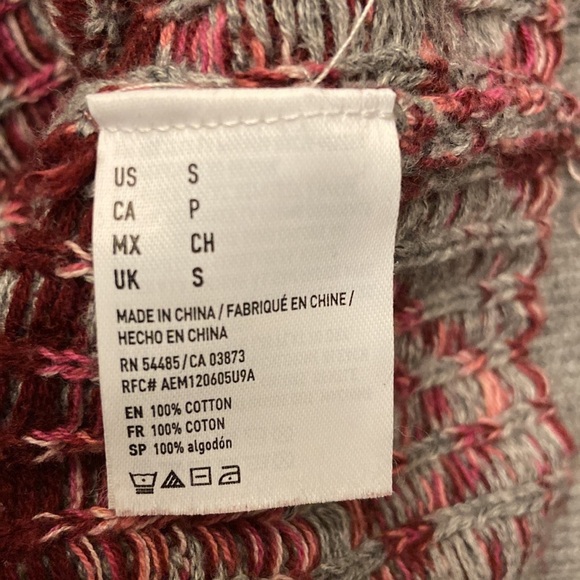 US S
CA P
MX CH
UK S
MADE IN CHINA / FABRIQUÉ EN CHINE /
HECHO EN CHINA
RN 54485 / CA 03873
RFC# AEM120605U9A
EN 100% COTTON
FR 100% COTON
SP 100% algodón